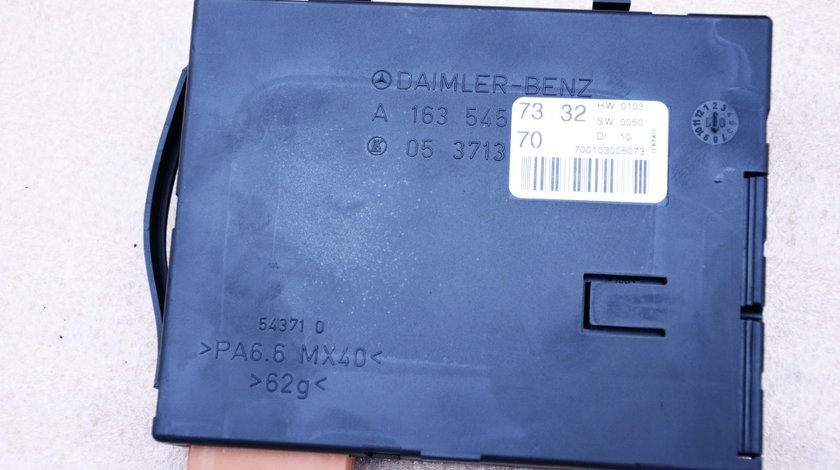 DAIMLER-BENZ
A 163 545 73 32
05 3713 70
HW 0103
SW 0050
DI 10
700103005073
54371 0
>PA6.6 MX40<
>62g<